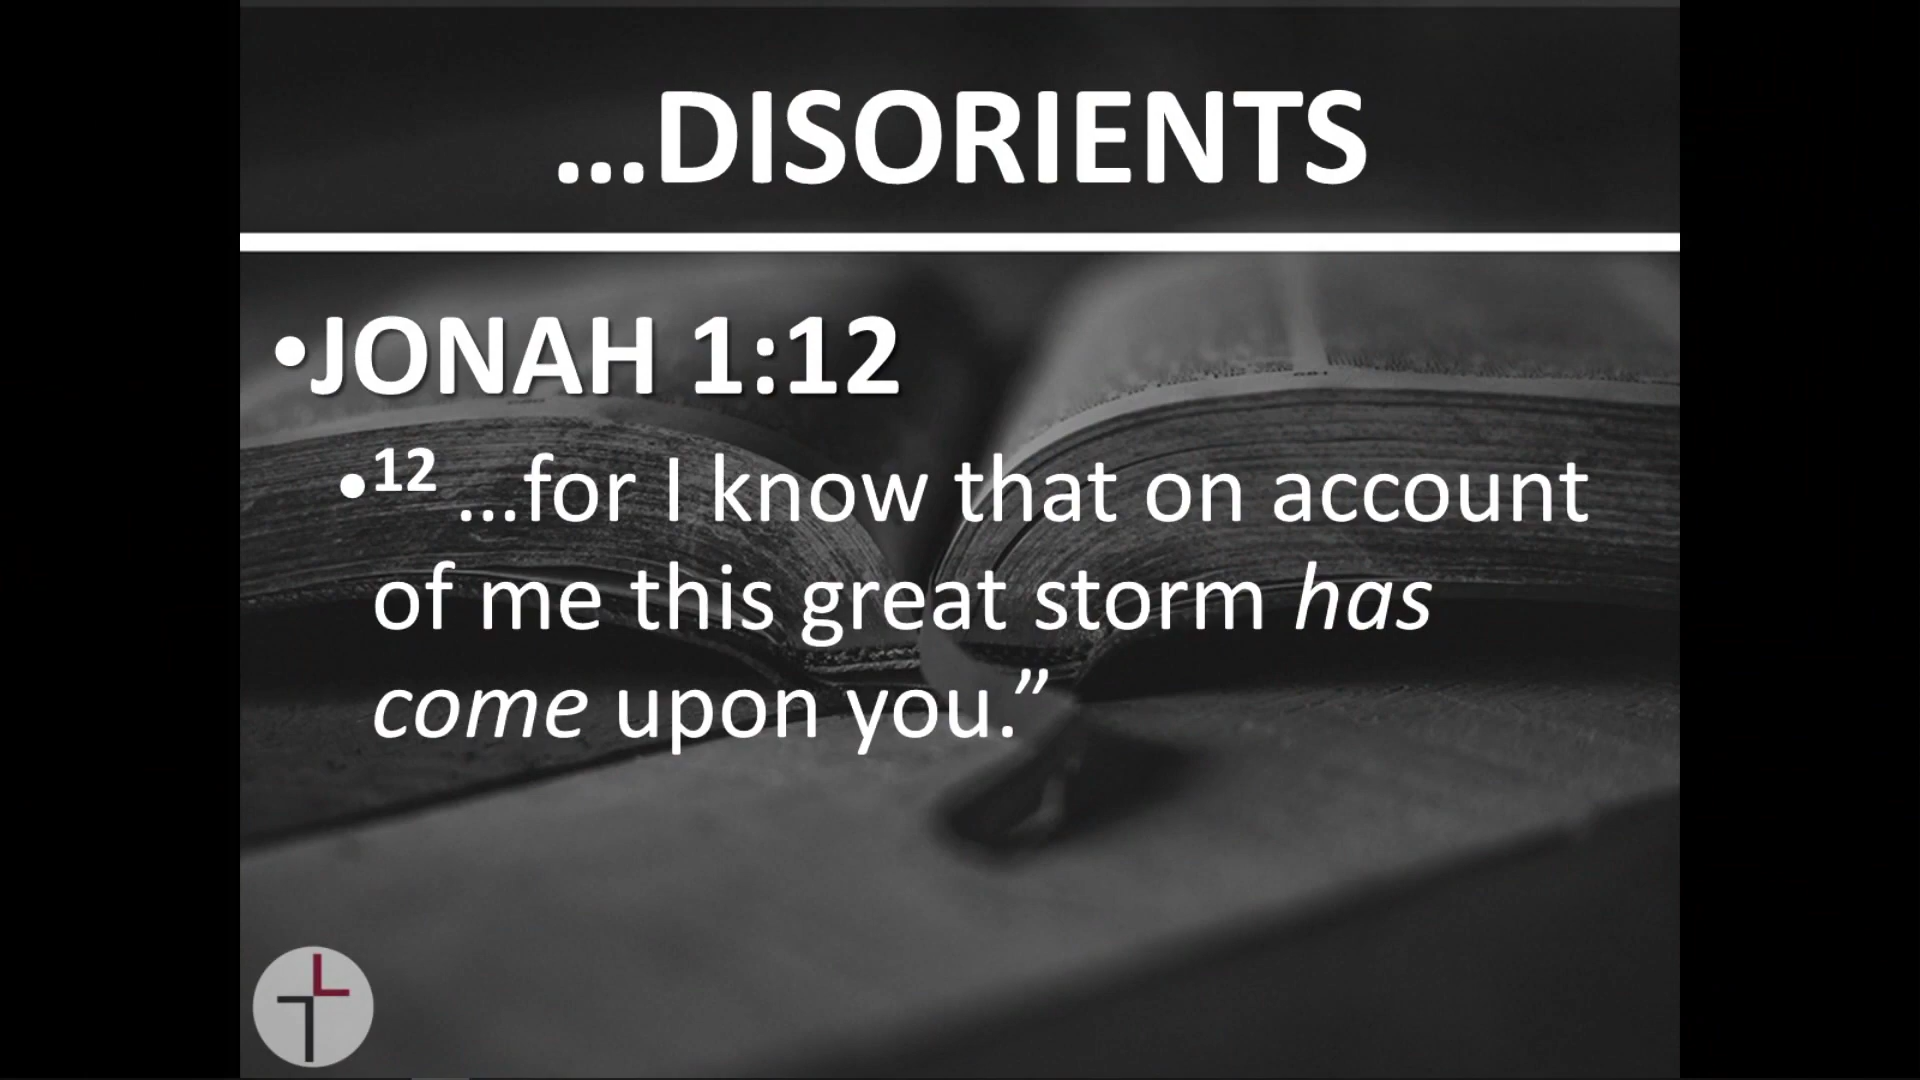 ...DISORIENTS
•JONAH 1:12
•12 ...for I know that on account
of me this great storm has
come upon you.”